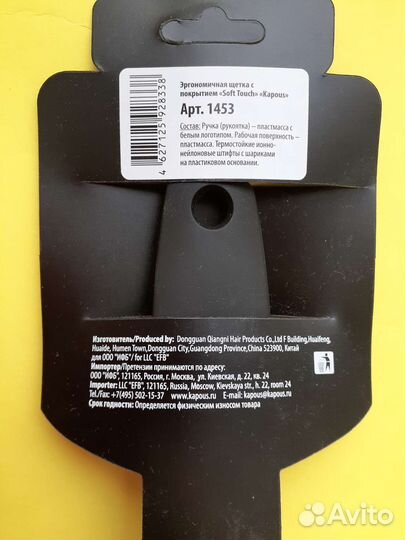 Эргономичная щетка с
покрытием «Soft Touch» «Kapous»
Арт. 1453
Состав: Ручка (рукоятка) – пластмасса с
белым логотипом. Рабочая поверхность –
пластмасса. Термостойкие ионно-
нейлоновые штифты с шариками
на пластиковом основании.
4 627125 928338
Изготовитель/Produced by: Dongguan Qiangni Hair Products Co.,Ltd F Building,Huaifeng,
Huaide, Humen Town,Dongguan City,Guangdong Province,China 523900, Китай
для ООО "ИФБ"/ for LLC "EFB"
Импортер/Претензии принимаются по адресу:
ООО "ИФБ", 121165, Россия, г. Москва, ул. Киевская, д. 22, кв. 24
Importer: LLC "EFB", 121165, Russia, Moscow, Kievskaya str., h. 22, room 24
Tел./Fax: +7(495) 502-15-37 www.kapous.ru E-mail: kapous@kapous.ru
Срок годности: Определяется физическим износом товара
Avito